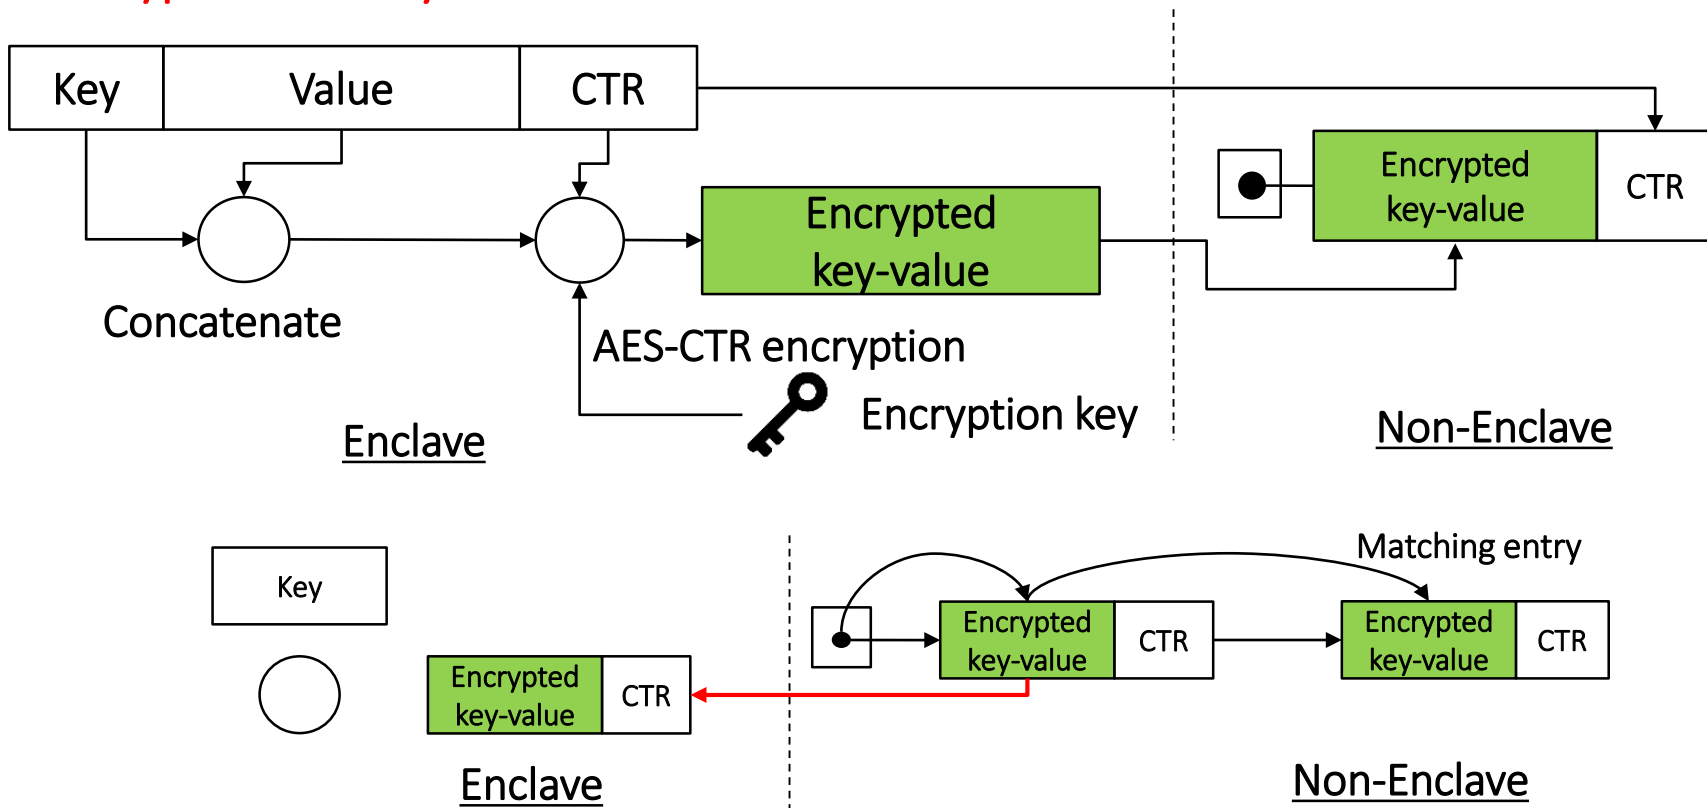 Key Value CTR
Encrypted
key-value
CTR
Encrypted
key-value
Concatenate
AES-CTR encryption
Encryption key
Enclave
Non-Enclave
Matching entry
Key
Encrypted
key-value
CTR
Encrypted
key-value
CTR
Encrypted
key-value
CTR
Enclave
Non-Enclave